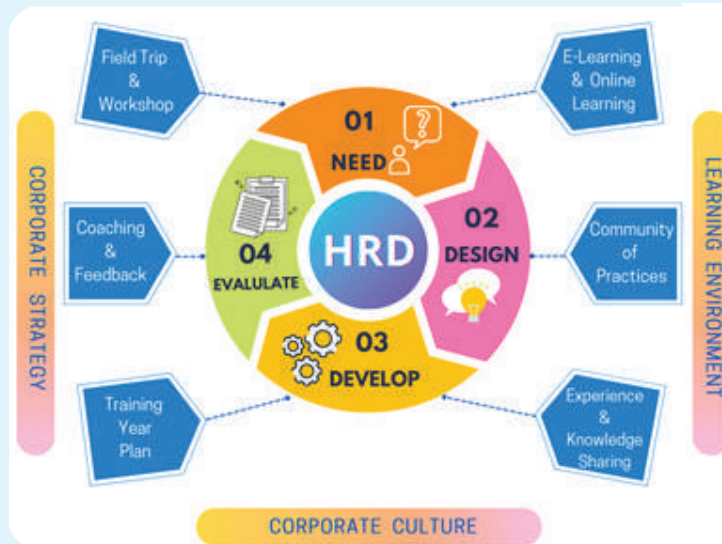 Field Trip
&
Workshop
E-Learning
& Online
Learning
01
NEED
?
CORPORATE STRATEGY
Coaching
&
Feedback
04
EVALULATE
HRD
02
DESIGN
Community
of
Practices
LEARNING ENVIRONMENT
03
DEVELOP
Training
Year
Plan
Experience
&
Knowledge
Sharing
CORPORATE CULTURE